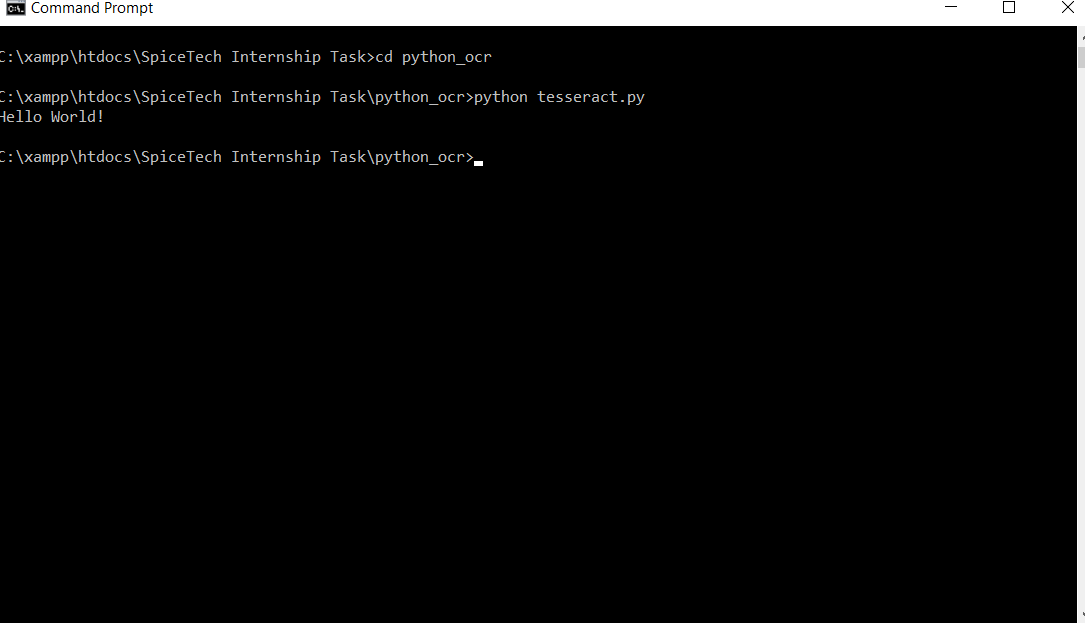 Command Prompt
C:\xampp\htdocs\SpiceTech Internship Task>cd python_ocr
C:\xampp\htdocs\SpiceTech Internship Task\python_ocr>python tesseract.py
Hello World!
C:\xampp\htdocs\SpiceTech Internship Task\python_ocr>